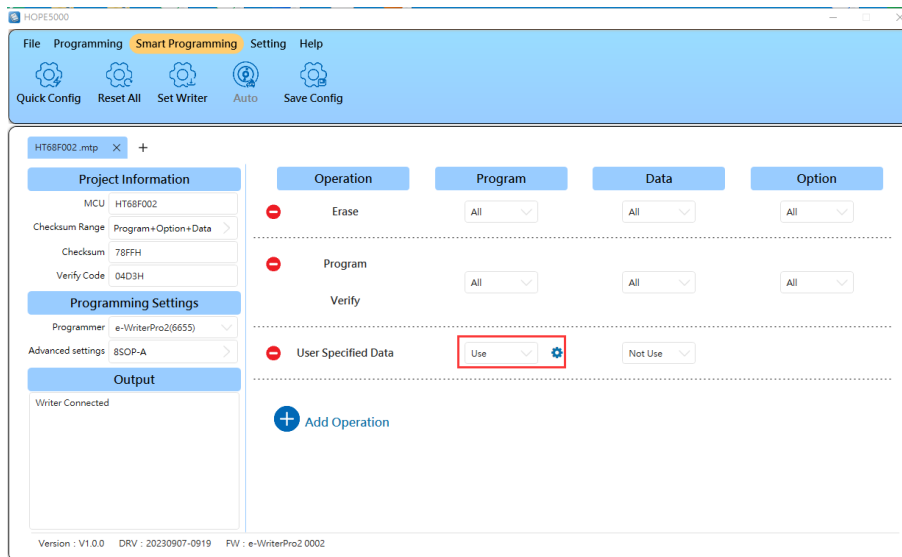 HOPE5000
File Programming Smart Programming Setting Help
Quick Config Reset All Set Writer Auto Save Config
HT68F002 .mtp
Project Information
MCU HT68F002
Checksum Range Program+Option+Data
Checksum 78FFH
Verify Code 04D3H
Programming Settings
Programmer e-WriterPro2(6655)
Advanced settings 8SOP-A
Output
Writer Connected
Operation Program Data Option
Erase All All All
Program
All All All
Verify
User Specified Data Use Not Use
Add Operation
Version : V1.0.0 DRV : 20230907-0919 FW : e-WriterPro2 0002